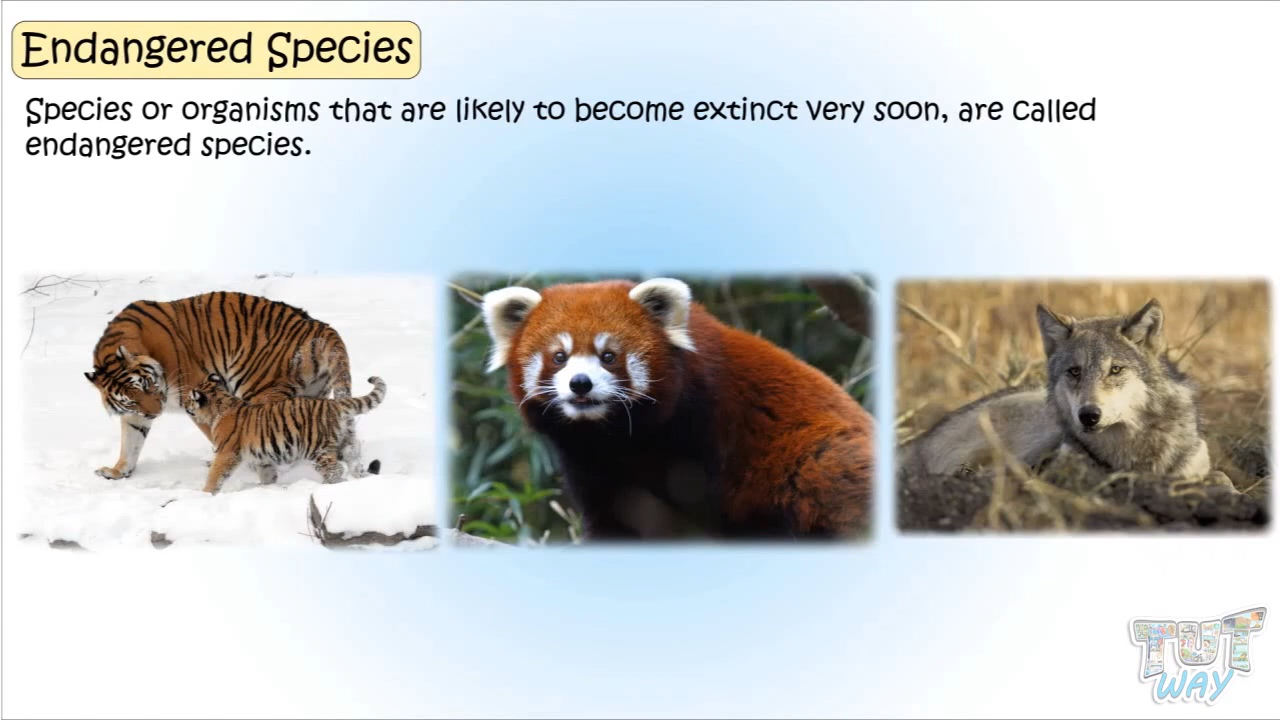 Endangered Species
Species or organisms that are likely to become extinct very soon, are called
endangered species.
TUT
WAY